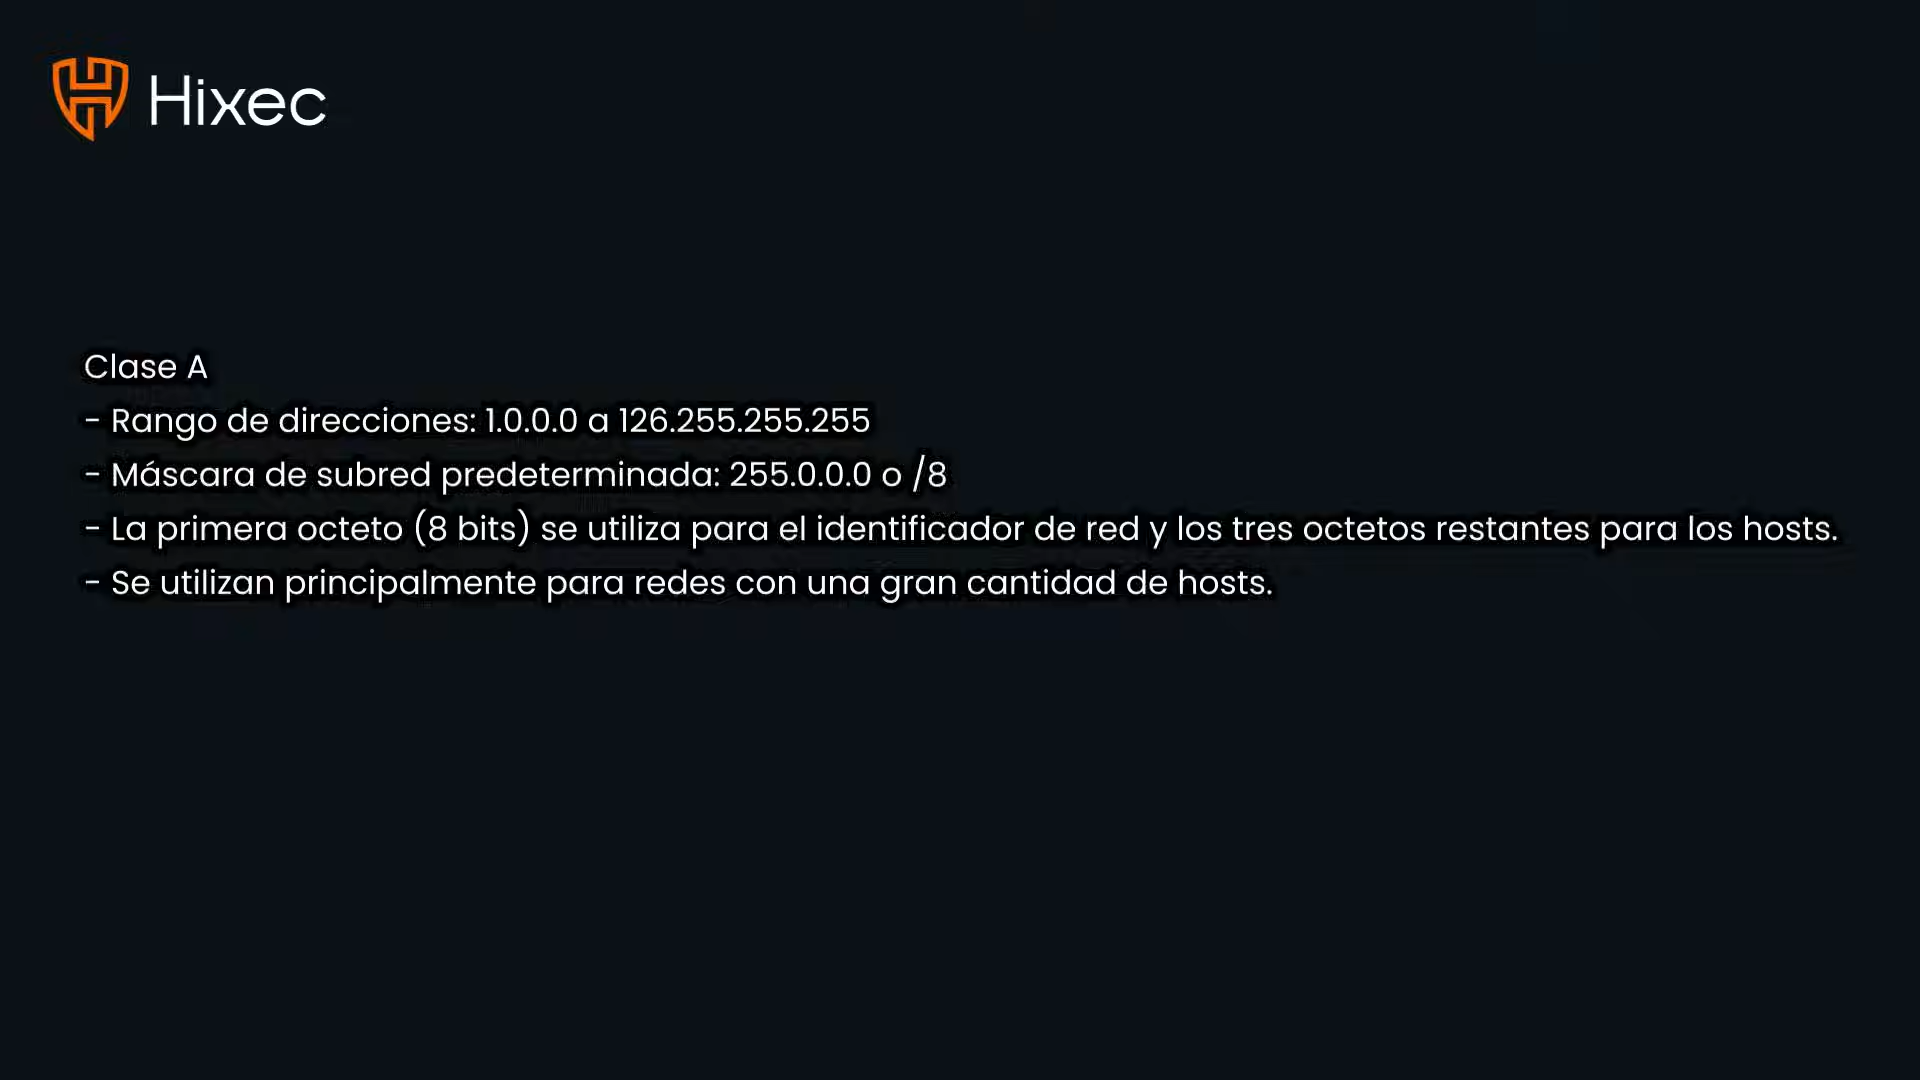 Hixec
Clase A
- Rango de direcciones: 1.0.0.0 a 126.255.255.255
- Máscara de subred predeterminada: 255.0.0.0 o /8
- La primera octeto (8 bits) se utiliza para el identificador de red y los tres octetos restantes para los hosts.
- Se utilizan principalmente para redes con una gran cantidad de hosts.